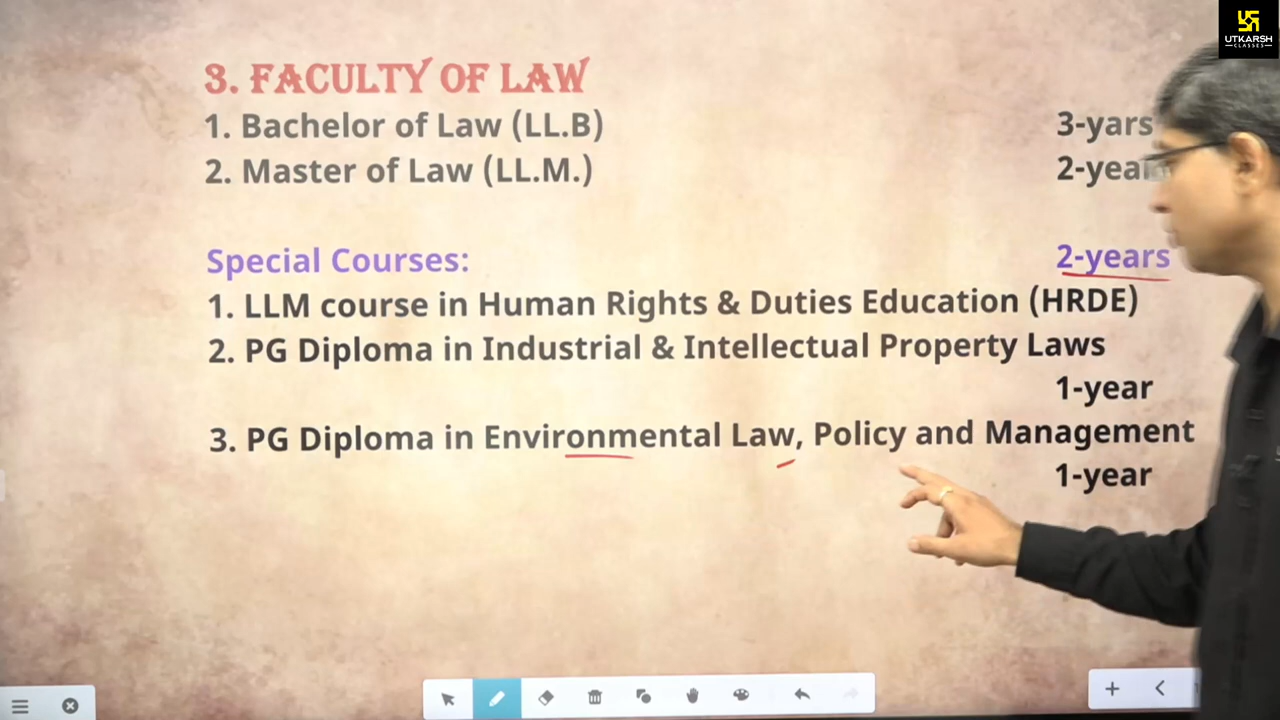 UTKARSH
CLASSES
3. FACULTY OF LAW
1. Bachelor of Law (LL.B) 3-yars
2. Master of Law (LL.M.)
Special Courses: 2-years
1. LLM course in Human Rights & Duties Education (HRDE)
2. PG Diploma in Industrial & Intellectual Property Laws
1-year
3. PG Diploma in Environmental Law, Policy and Management
1-year